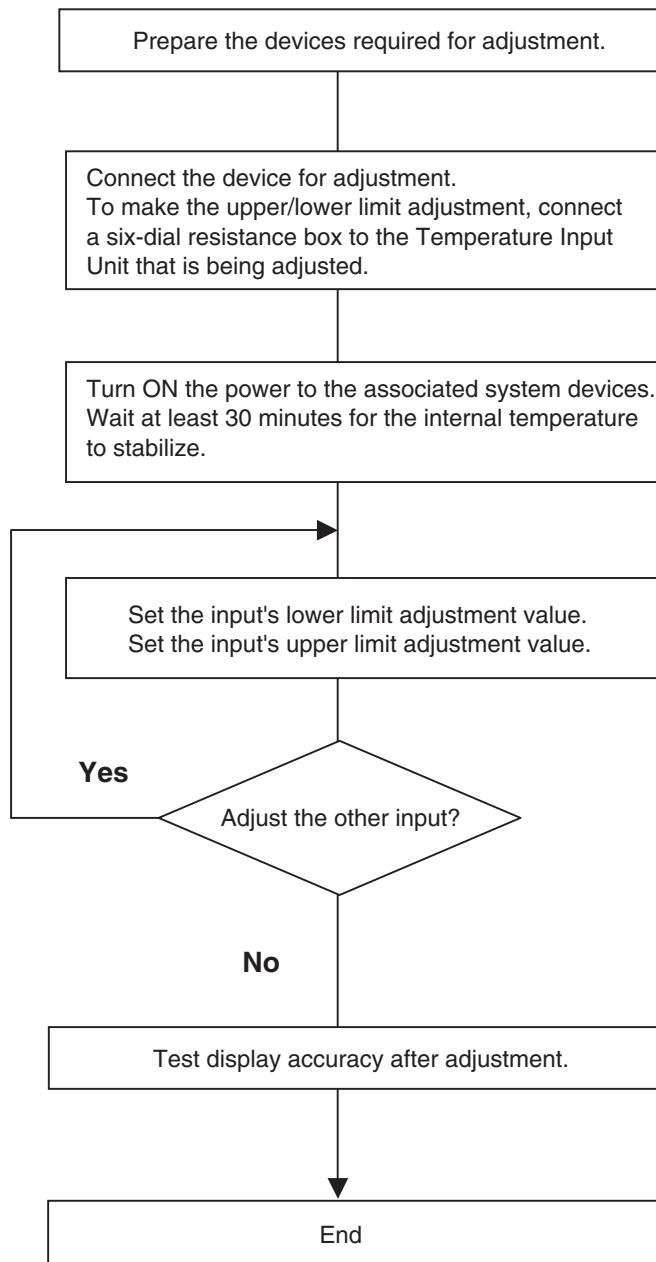 Prepare the devices required for adjustment.
Connect the device for adjustment.
To make the upper/lower limit adjustment, connect
a six-dial resistance box to the Temperature Input
Unit that is being adjusted.
Turn ON the power to the associated system devices.
Wait at least 30 minutes for the internal temperature
to stabilize.
Set the input's lower limit adjustment value.
Set the input's upper limit adjustment value.
Yes
Adjust the other input?
No
Test display accuracy after adjustment.
End